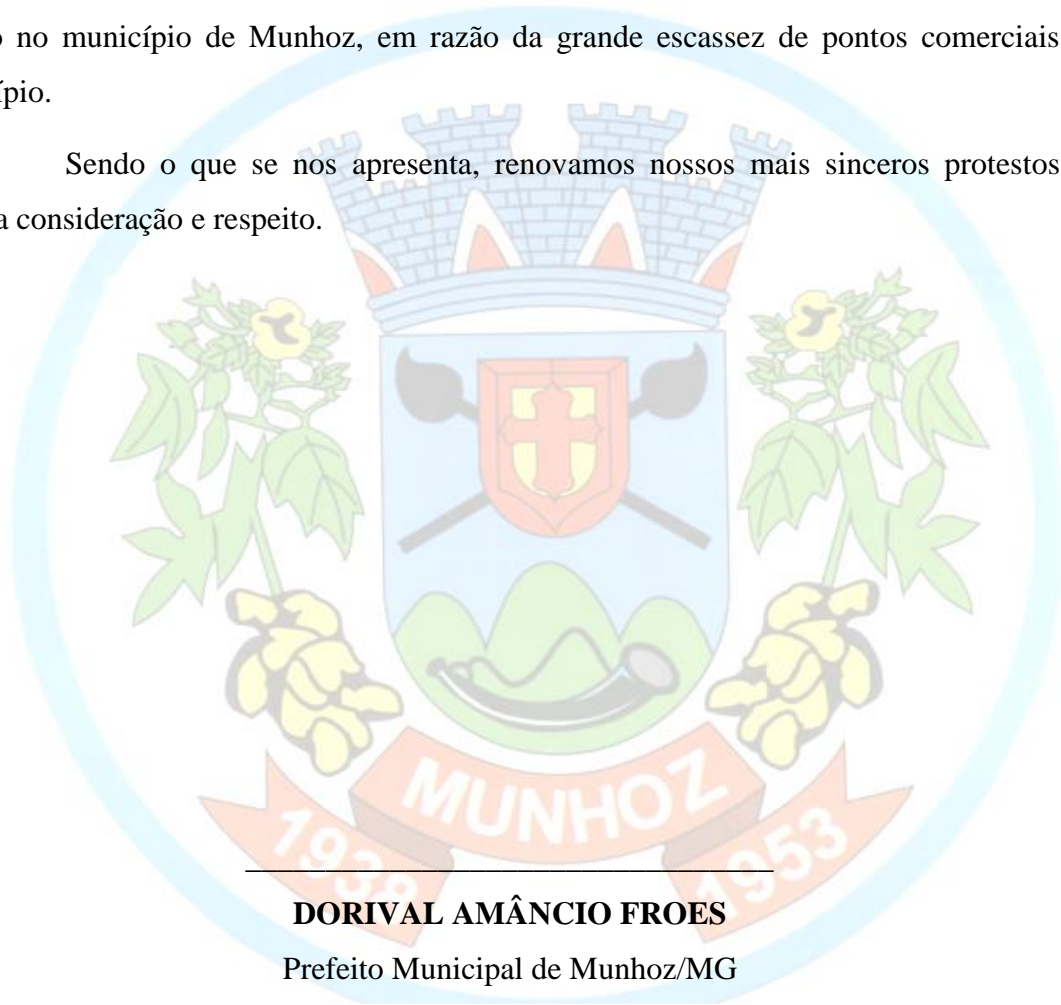 o no município de Munhoz, em razão da grande escassez de pontos comerciais
ípio.
Sendo o que se nos apresenta, renovamos nossos mais sinceros protestos
a consideração e respeito.
MUNHOZ
1938
1953
DORIVAL AMÂNCIO FROES
Prefeito Municipal de Munhoz/MG